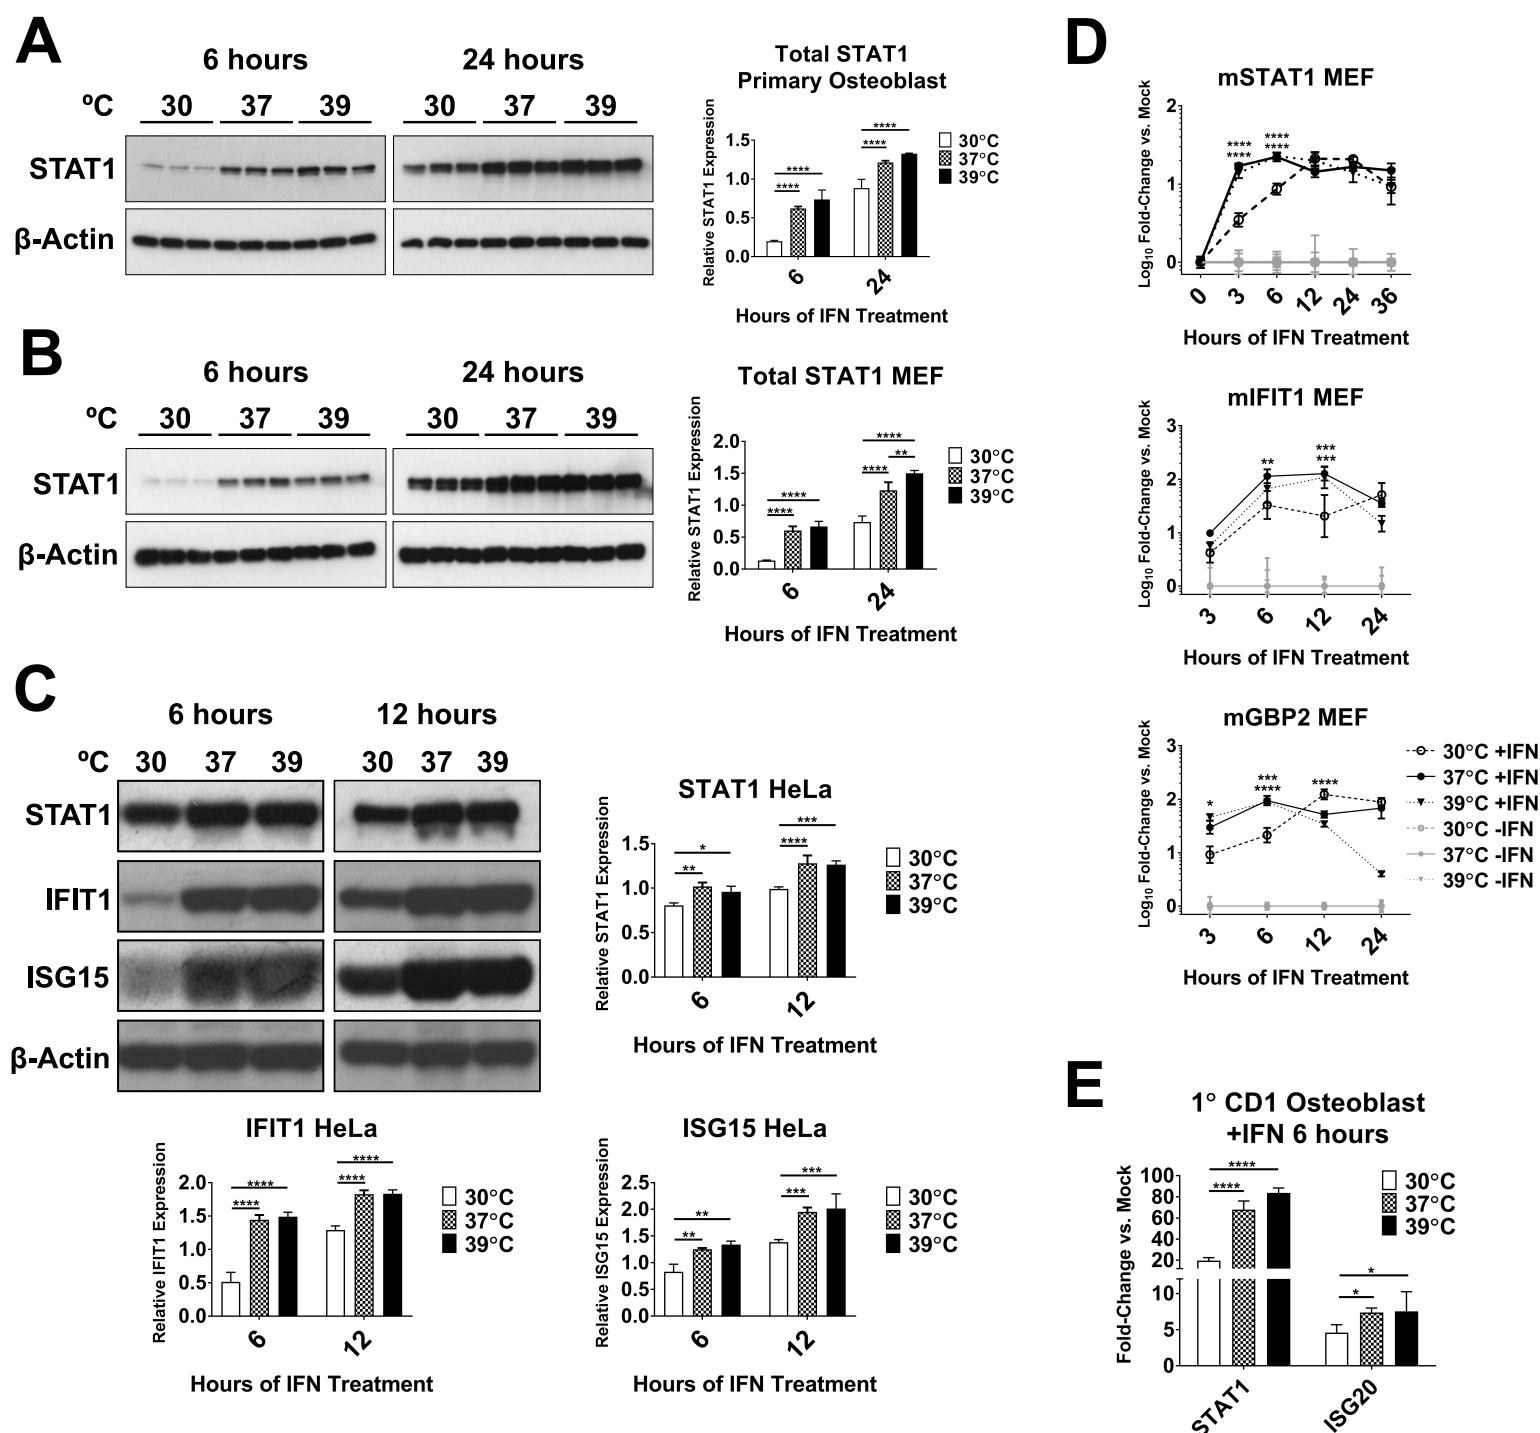 A
6 hours
24 hours
ºC 30 37 39 30 37 39
STAT1
β-Actin
Total STAT1
Primary Osteoblast
Relative STAT1 Expression
1.5
1.0
0.5
0.0
****
****
****
****
6
24
Hours of IFN Treatment
30°C
37°C
39°C
B
6 hours
24 hours
ºC 30 37 39 30 37 39
STAT1
β-Actin
Total STAT1 MEF
Relative STAT1 Expression
2.0
1.5
1.0
0.5
0.0
****
****
****
**
****
6
24
Hours of IFN Treatment
30°C
37°C
39°C
C
6 hours
12 hours
ºC 30 37 39 30 37 39
STAT1
IFIT1
ISG15
β-Actin
STAT1 HeLa
Relative STAT1 Expression
1.5
1.0
0.5
0.0
*
**
***
****
6
12
Hours of IFN Treatment
30°C
37°C
39°C
IFIT1 HeLa
Relative IFIT1 Expression
2.0
1.5
1.0
0.5
0.0
****
****
****
****
6
12
Hours of IFN Treatment
30°C
37°C
39°C
ISG15 HeLa
Relative ISG15 Expression
2.5
2.0
1.5
1.0
0.5
0.0
**
**
***
***
6
12
Hours of IFN Treatment
30°C
37°C
39°C
D
mSTAT1 MEF
Log10 Fold-Change vs. Mock
2
1
0
****
****
****
****
0 3 6 12 24 36
Hours of IFN Treatment
mIFIT1 MEF
Log10 Fold-Change vs. Mock
3
2
1
0
**
***
***
3 6 12 24
Hours of IFN Treatment
mGBP2 MEF
Log10 Fold-Change vs. Mock
3
2
1
0
*
***
****
****
3 6 12 24
Hours of IFN Treatment
30°C +IFN
37°C +IFN
39°C +IFN
30°C -IFN
37°C -IFN
39°C -IFN
E
1° CD1 Osteoblast
+IFN 6 hours
Fold-Change vs. Mock
100
80
60
40
20
10
5
0
****
****
*
*
STAT1
ISG20
30°C
37°C
39°C